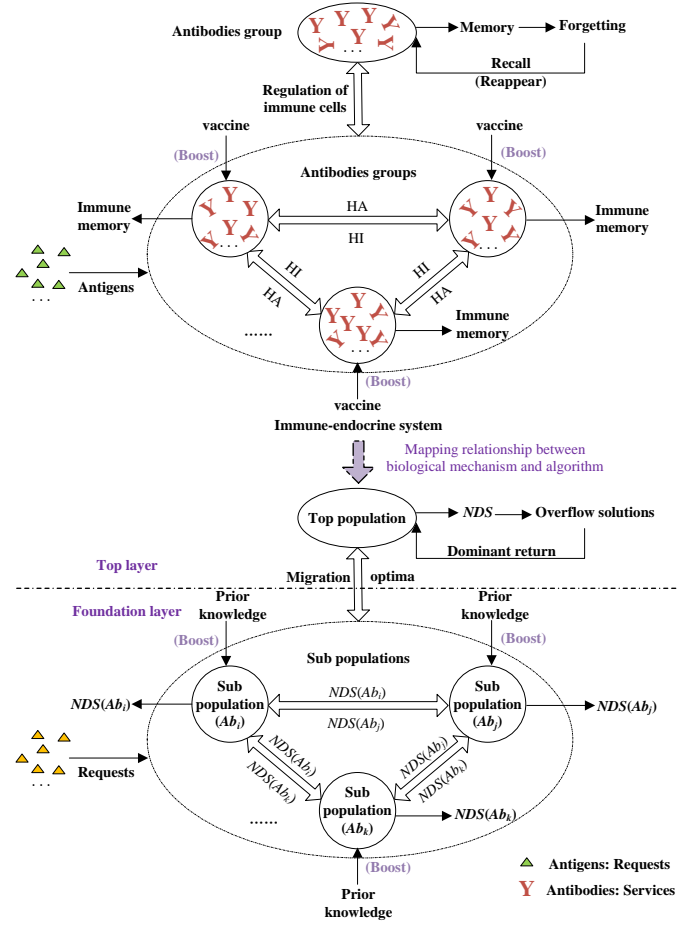 Antibodies group
Y Y Y Y
Y Y Y
. . .
Memory
Forgetting
Recall
(Reappear)
Regulation of
immune cells
vaccine
vaccine
(Boost)
(Boost)
Antibodies groups
Y
Y Y
Y
Y Y
. . .
HA
HI
Y
Y Y
Y
Y Y
. . .
Immune
memory
Immune
memory
Antigens
. . .
HI
HA
HI
HA
Y
Y Y
Y Y
Y Y
. . .
Immune
memory
......
(Boost)
vaccine
Immune-endocrine system
Mapping relationship between
biological mechanism and algorithm
Top population
NDS
Overflow solutions
Dominant return
Top layer
Migration
optima
Foundation layer
Prior
knowledge
Prior
knowledge
(Boost)
(Boost)
Sub populations
Sub
population
(Abi)
NDS(Abi)
NDS(Abj)
Sub
population
(Abj)
NDS(Abi)
NDS(Abj)
Requests
. . .
NDS(Abi)
NDS(Abk)
NDS(Abj)
NDS(Abk)
Sub
population
(Abk)
NDS(Abk)
......
(Boost)
Prior
knowledge
Antigens: Requests
Y Antibodies: Services